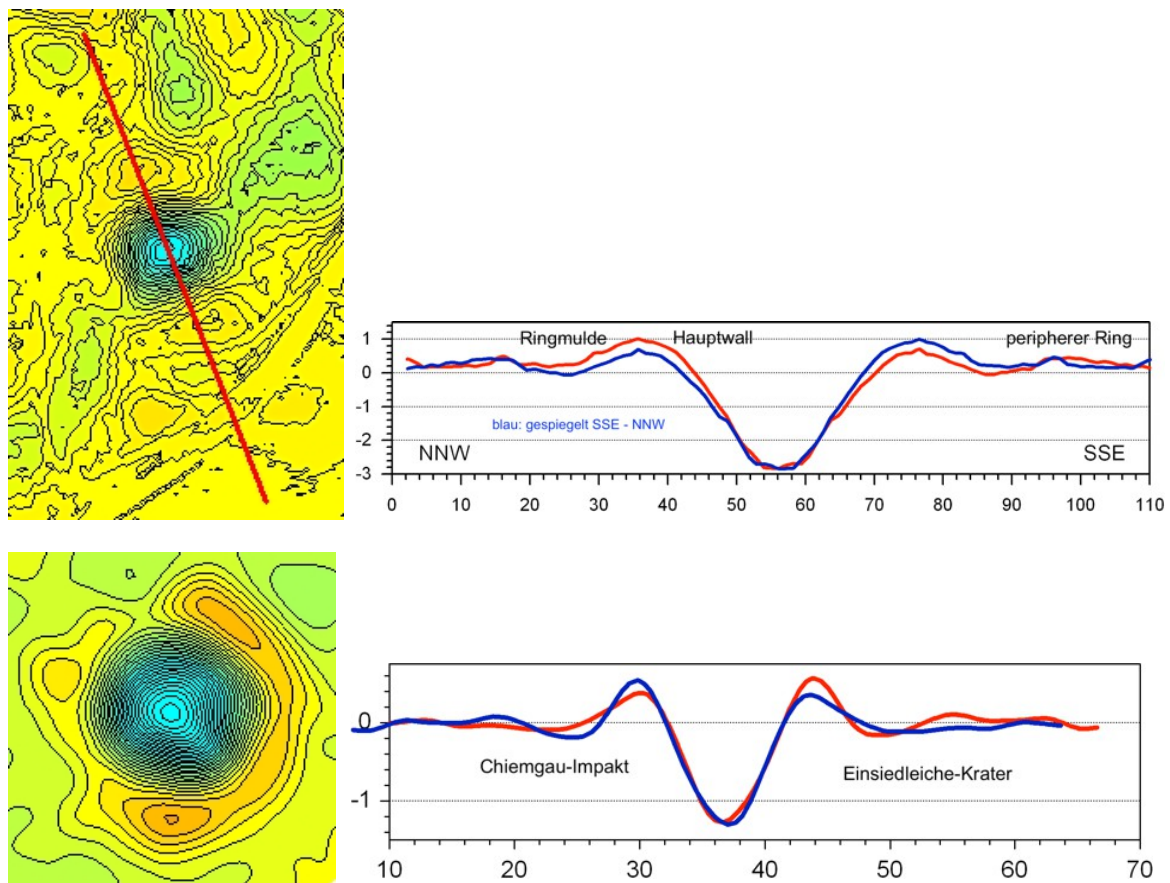 1
Ringmulde Hauptwall peripherer Ring
0
-1
blau: gespiegelt SSE - NNW
-2
NNW SSE
-3
0 10 20 30 40 50 60 70 80 90 100 110
0
Chiemgau-Impakt Einsiedleiche-Krater
-1
10 20 30 40 50 60 70